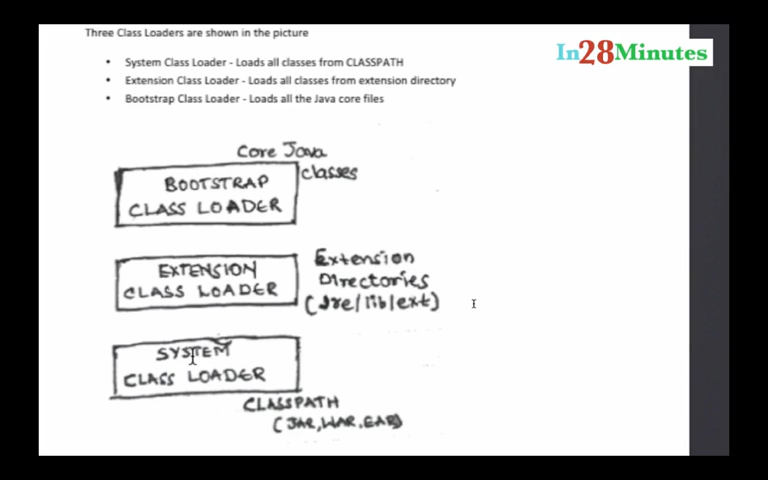 Three Class Loaders are shown in the picture
In28Minutes
• System Class Loader - Loads all classes from CLASSPATH
• Extension Class Loader - Loads all classes from extension directory
• Bootstrap Class Loader - Loads all the Java core files
Core Java
classes
BOOTSTRAP
CLASS LOADER
Extension
Directories
(Jre/lib/ext)
EXTENSION
CLASS LOADER
SYSTEM
CLASS LOADER
CLASSPATH
(JAR,WAR,EAR)